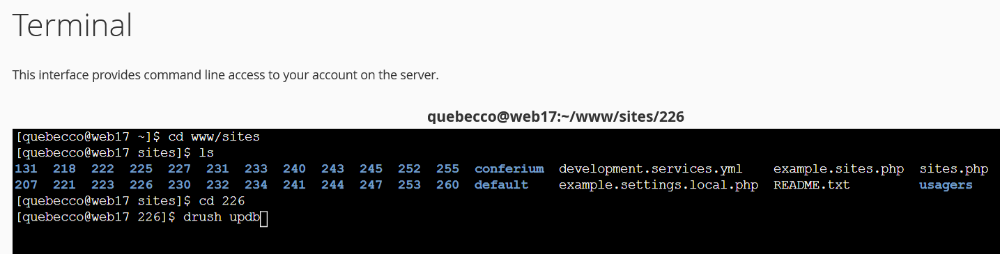 Terminal
This interface provides command line access to your account on the server.
quebecco@web17:~/www/sites/226
[quebecco@web17 ~]$ cd www/sites
[quebecco@web17 sites]$ ls
131  218  222  225  227  231  233  240  243  245  252  255  conferium  development.services.yml    example.sites.php  sites.php
207  221  223  226  230  232  234  241  244  247  253  260  default    example.settings.local.php  README.txt         usagers
[quebecco@web17 sites]$ cd 226
[quebecco@web17 226]$ drush updb